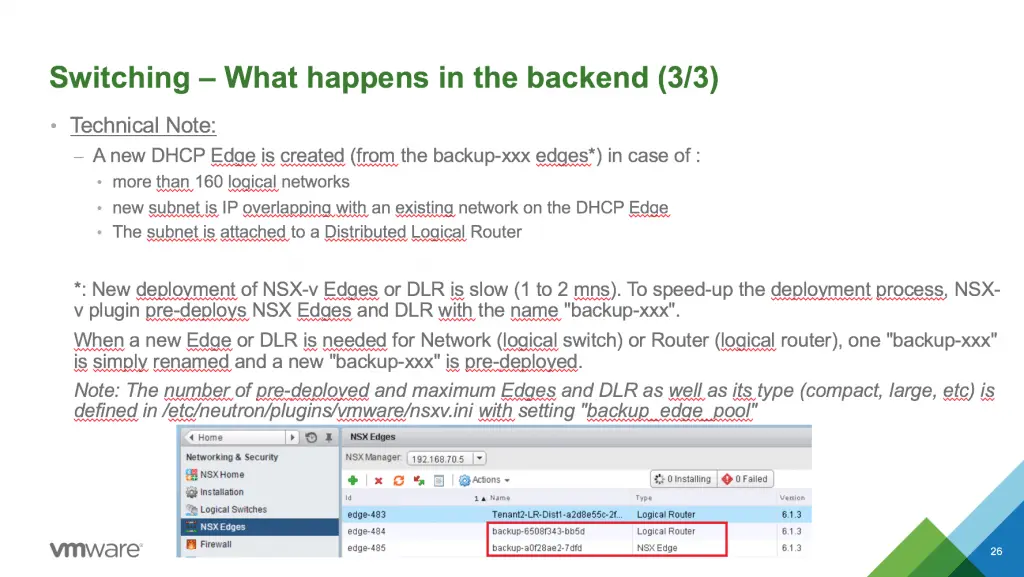 Switching – What happens in the backend (3/3)
• Technical Note:
– A new DHCP Edge is created (from the backup-xxx edges*) in case of :
• more than 160 logical networks
• new subnet is IP overlapping with an existing network on the DHCP Edge
• The subnet is attached to a Distributed Logical Router
*: New deployment of NSX-v Edges or DLR is slow (1 to 2 mns). To speed-up the deployment process, NSX-
v plugin pre-deploys NSX Edges and DLR with the name "backup-xxx".
When a new Edge or DLR is needed for Network (logical switch) or Router (logical router), one "backup-xxx"
is simply renamed and a new "backup-xxx" is pre-deployed.
Note: The number of pre-deployed and maximum Edges and DLR as well as its type (compact, large, etc) is
defined in /etc/neutron/plugins/vmware/nsxv.ini with setting "backup_edge_pool"
Home
Networking & Security
NSX Home
Installation
Logical Switches
NSX Edges
Firewall
NSX Edges
NSX Manager: 192.168.70.5
Actions
0 Installing
0 Failed
Id 1 ▲ Name Type Version
edge-483 Tenant2-LR-Dist1-a2d8e55c-2f... Logical Router 6.1.3
edge-484 backup-6508f343-bb5d Logical Router 6.1.3
edge-485 backup-a0f28ae2-7dfd NSX Edge 6.1.3
vmware
26